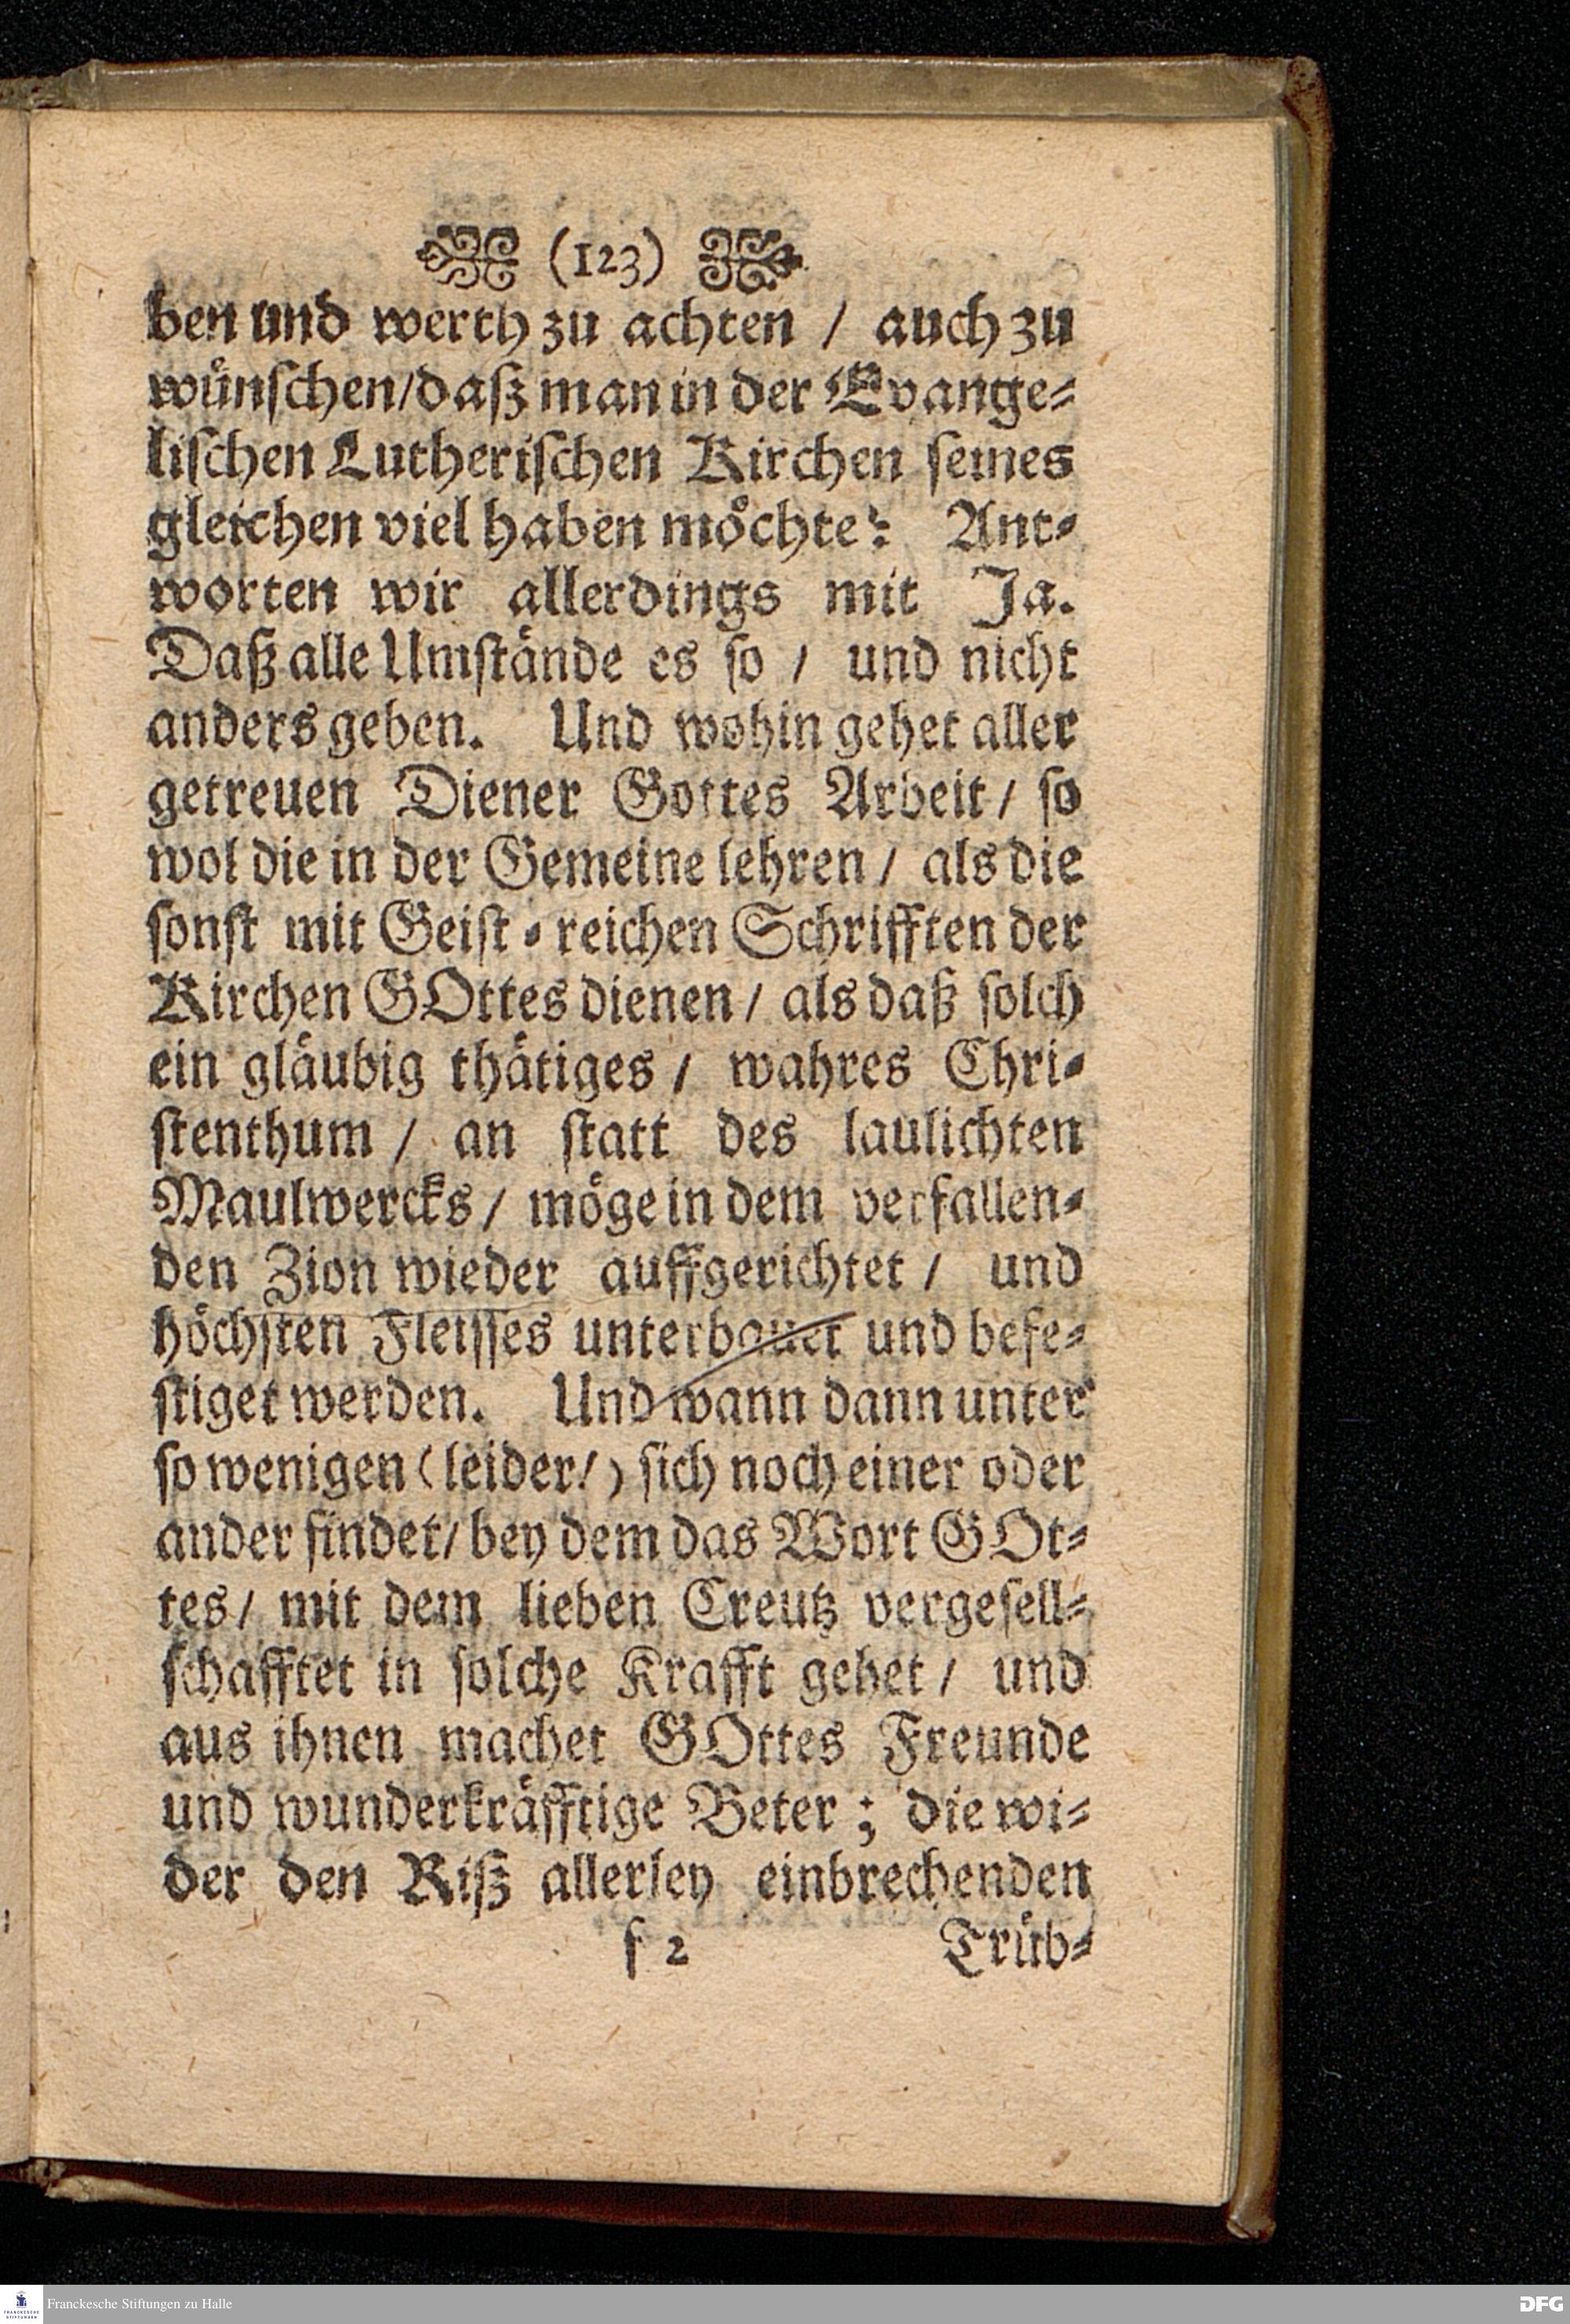 (123)
ben und werth zu achten / auch zu
wünschen/daß man in der Evange-
lischen Lutherischen Kirchen seines
gleichen viel haben möchte? Ant-
worten wir allerdings mit Ja.
Daß alle Umstände es so / und nicht
anders geben. Und wohin gehet aller
getreuen Diener Gottes Arbeit / so
wol die in der Gemeine lehren / als die
sonst mit Geist-reichen Schrifften der
Kirchen GOttes dienen / als daß solch
ein gläubig thätiges / wahres Chri-
stenthum / an statt des laulichten
Maulwercks / möge in dem verfallen-
den Zion wieder auffgerichtet / und
höchsten Fleisses unterbauet und befe-
stiget werden. Und wann dann unter
so wenigen (leider!) sich noch einer oder
ander findet / bey dem das Wort GOt-
tes / mit dem lieben Creutz vergesell-
schafftet in solche Krafft gehet / und
aus ihnen machet GOttes Freunde
und wunderkräfftige Beter; die wi-
der den Riß allerley einbrechenden
f 2 Trüb-
FRANCKESCHE STIFTUNGEN
Franckesche Stiftungen zu Halle
DFG